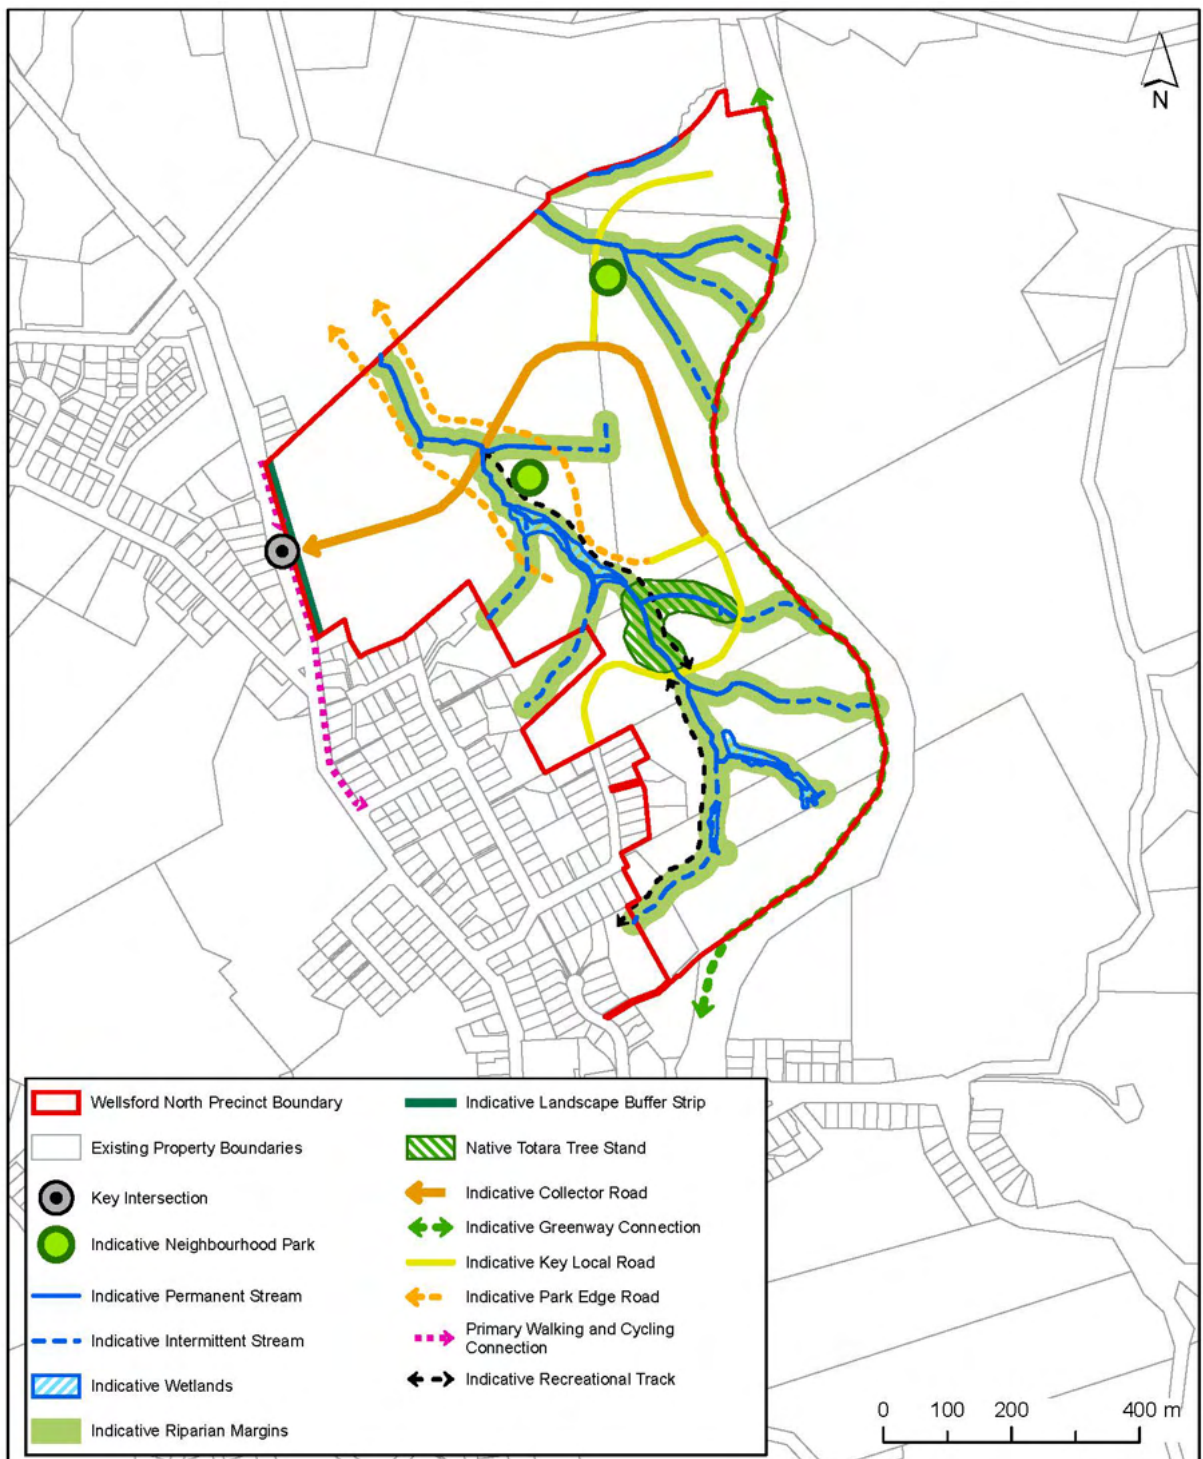 N
Wellsford North Precinct Boundary
Existing Property Boundaries
Key Intersection
Indicative Neighbourhood Park
Indicative Permanent Stream
Indicative Intermittent Stream
Indicative Wetlands
Indicative Riparian Margins
Indicative Landscape Buffer Strip
Native Totara Tree Stand
Indicative Collector Road
Indicative Greenway Connection
Indicative Key Local Road
Indicative Park Edge Road
Primary Walking and Cycling
Connection
Indicative Recreational Track
0 100 200 400 m